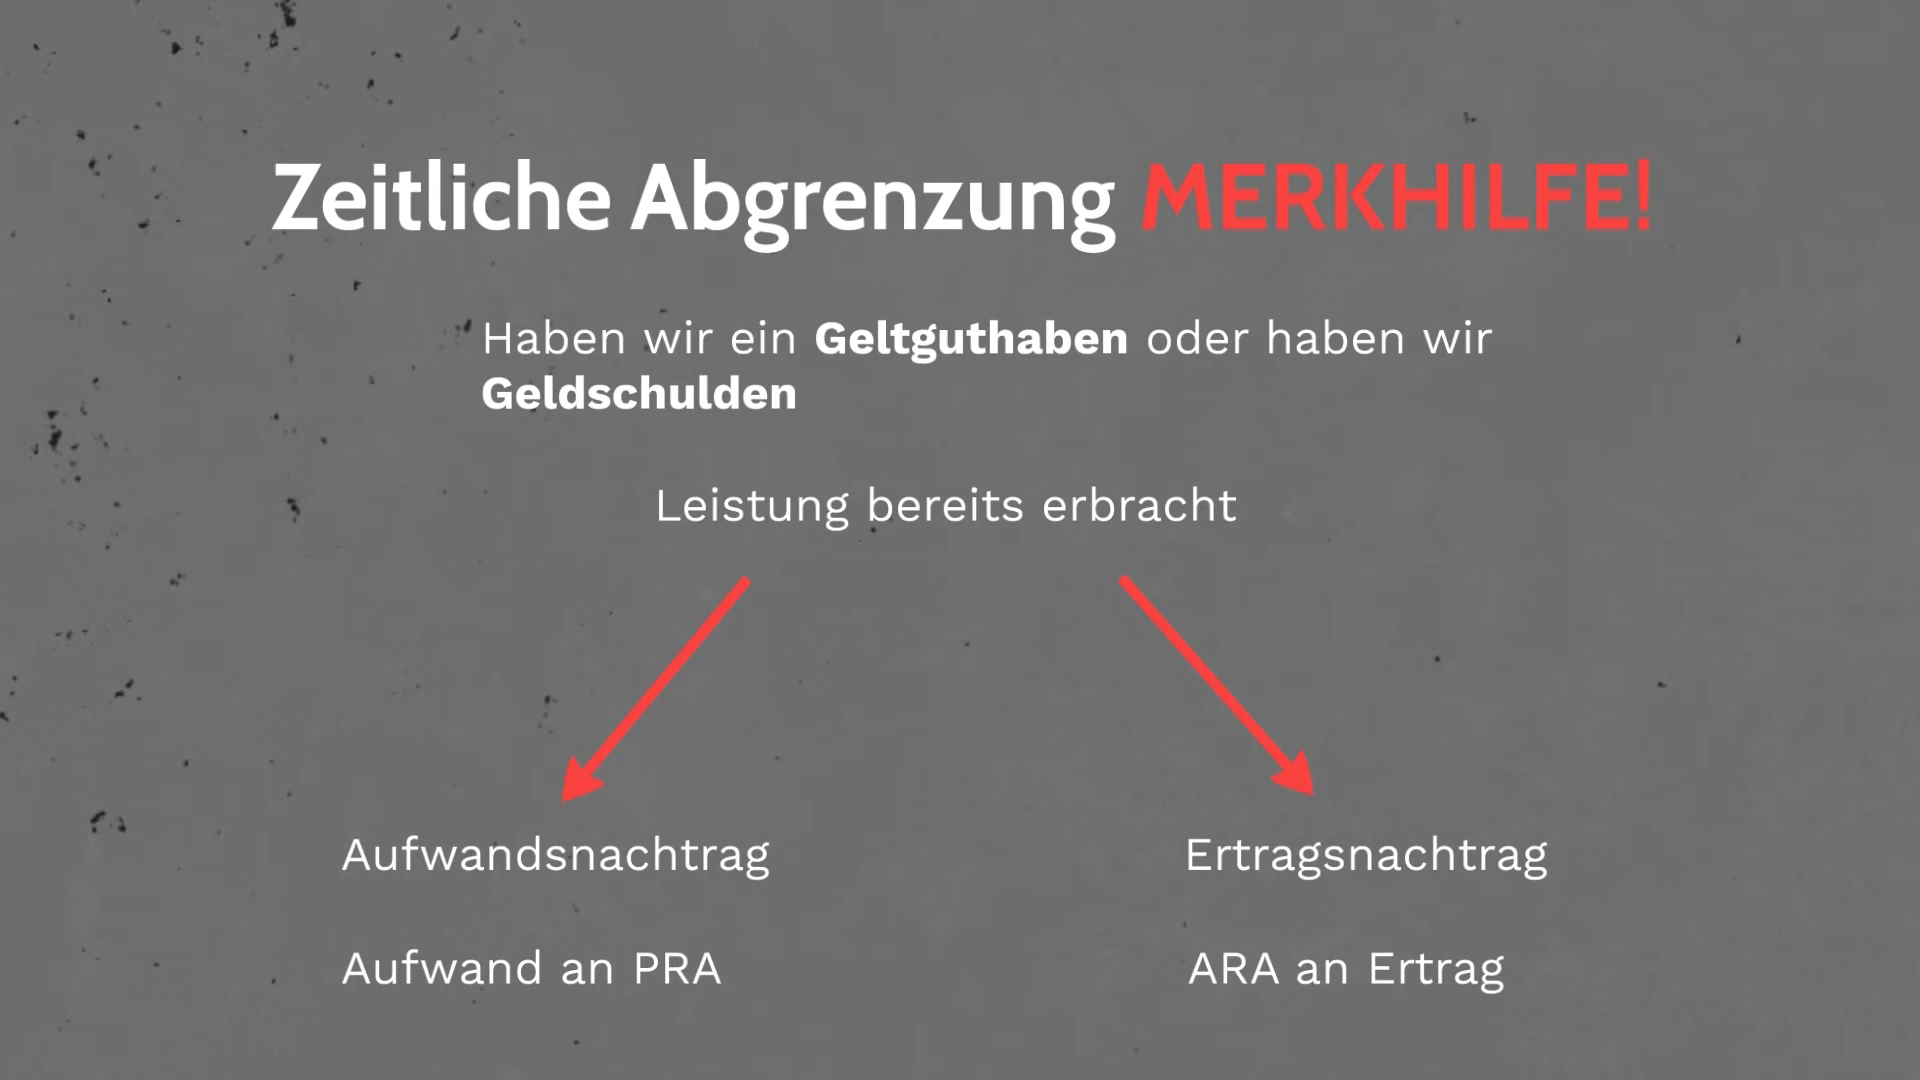 Zeitliche Abgrenzung MERKHILFE!
Haben wir ein Geltguthaben oder haben wir
Geldschulden
Leistung bereits erbracht
Aufwandsnachtrag
Ertragsnachtrag
Aufwand an PRA
ARA an Ertrag